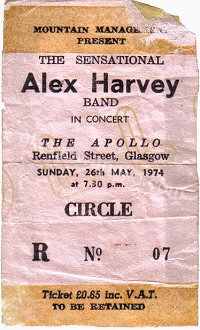 MOUNTAIN MANAGEMENT
PRESENT
THE SENSATIONAL
Alex Harvey
BAND
IN CONCERT
THE APOLLO
Renfield Street, Glasgow
SUNDAY, 26th MAY, 1974
at 7.30 p.m.
CIRCLE
R No 07
Ticket £0.85 inc. V.A.T.
TO BE RETAINED